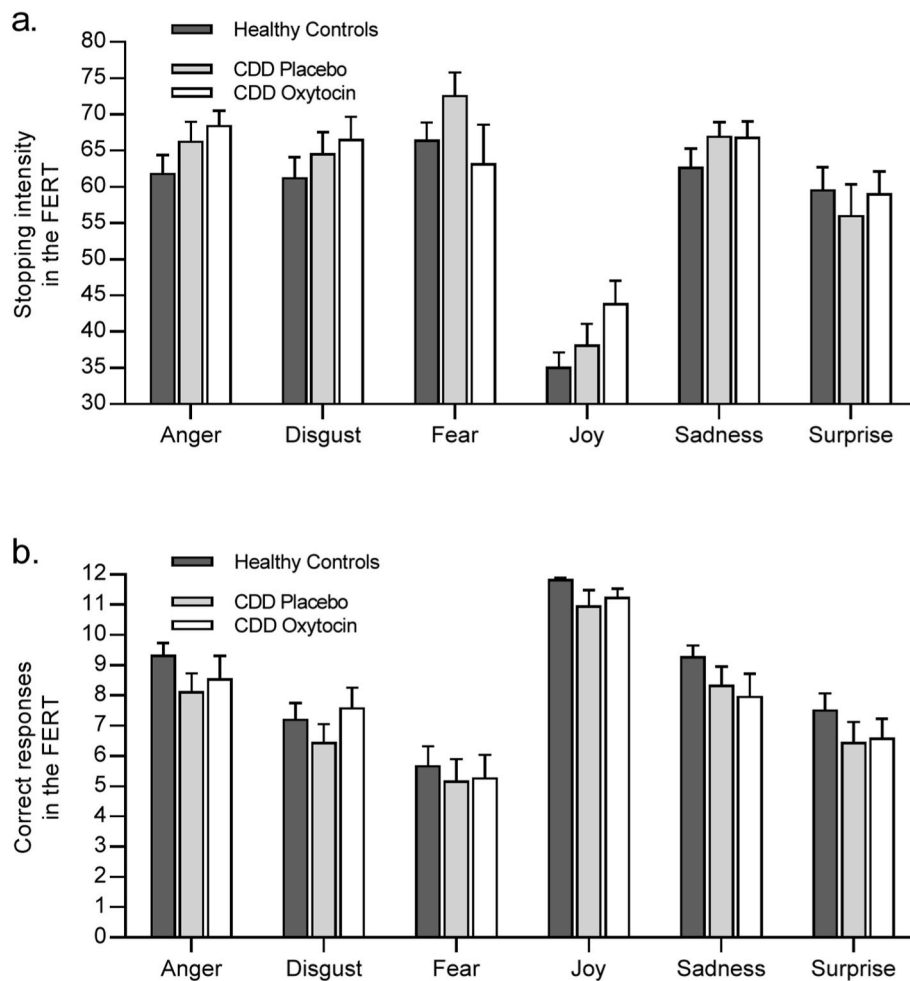 a.
Healthy Controls
CDD Placebo
CDD Oxytocin
Stopping intensity
in the FERT
80
75
70
65
60
55
50
45
40
35
30
Anger Disgust Fear Joy Sadness Surprise
b.
Healthy Controls
CDD Placebo
CDD Oxytocin
Correct responses
in the FERT
12
11
10
9
8
7
6
5
4
3
2
1
0
Anger Disgust Fear Joy Sadness Surprise